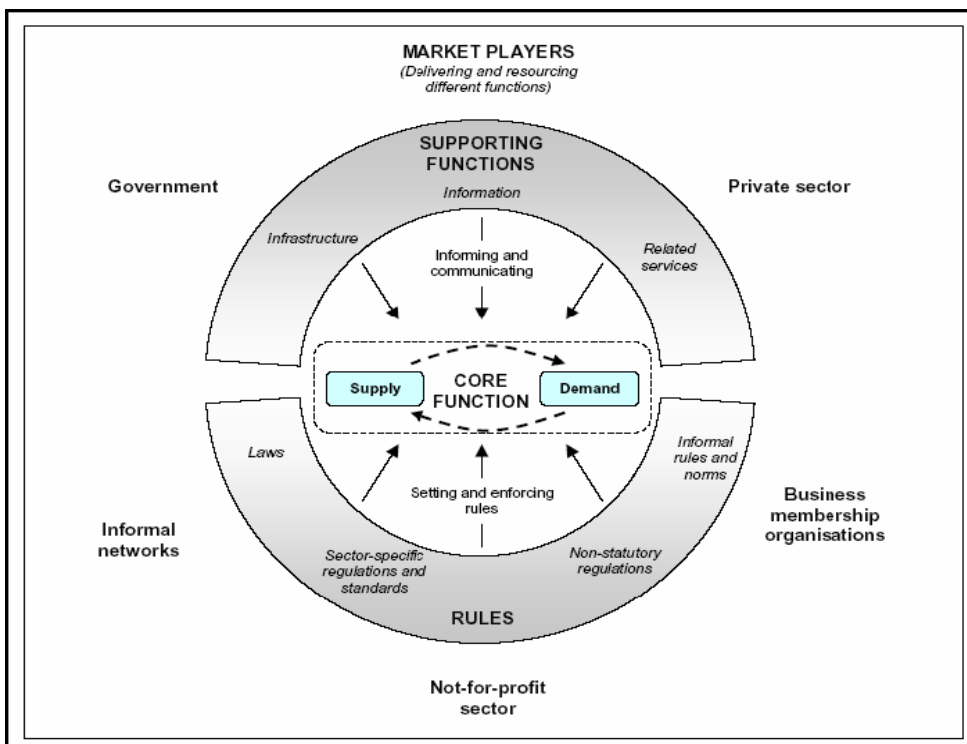 MARKET PLAYERS
(Delivering and resourcing
different functions)
SUPPORTING
FUNCTIONS
Government
Information
Private sector
Infrastructure
Informing and
communicating
Related
services
Supply
CORE
FUNCTION
Demand
Laws
Informal
rules and
norms
Setting and enforcing
rules
Informal
networks
Business
membership
organisations
Sector-specific
regulations and
standards
Non-statutory
regulations
RULES
Not-for-profit
sector